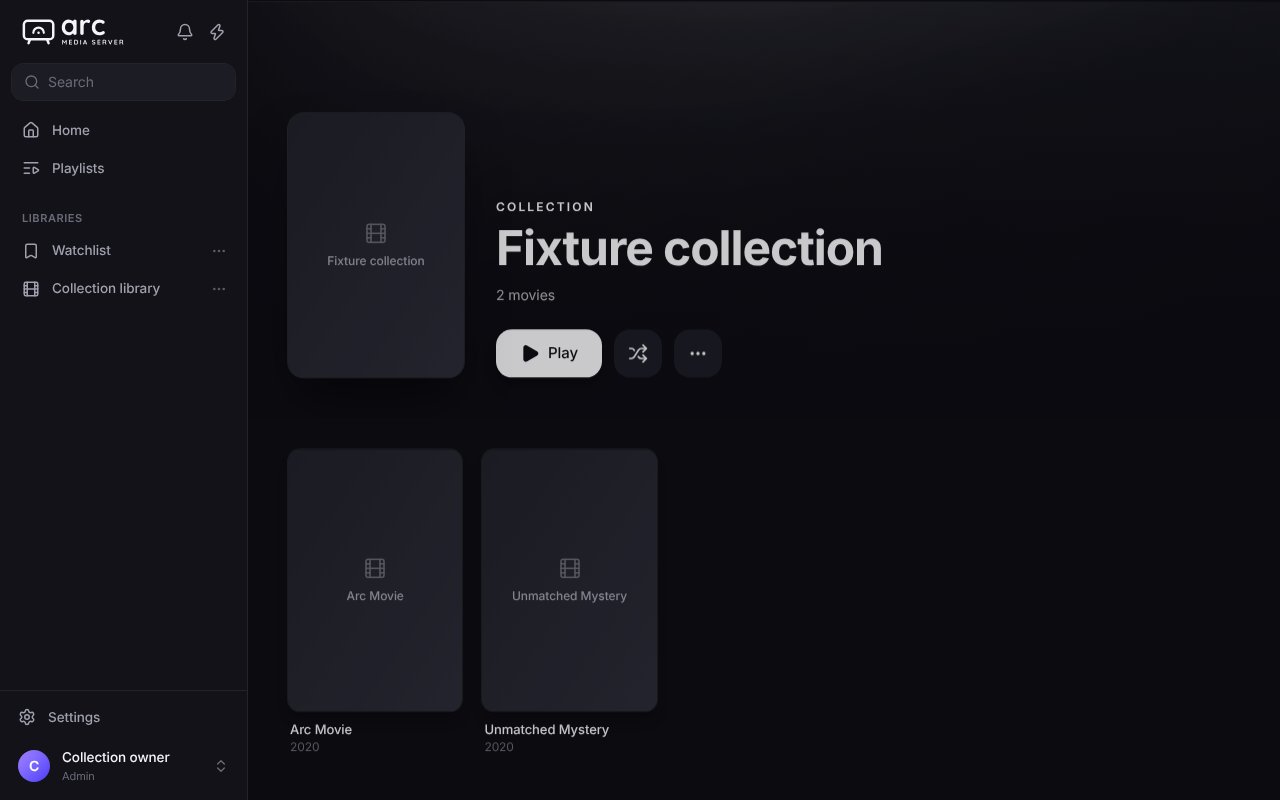 arc
MEDIA SERVER
Search
Home
Playlists
LIBRARIES
Watchlist
Collection library
Settings
C
Collection owner
Admin
Fixture collection
COLLECTION
Fixture collection
2 movies
Play
Arc Movie
Unmatched Mystery
Arc Movie
2020
Unmatched Mystery
2020